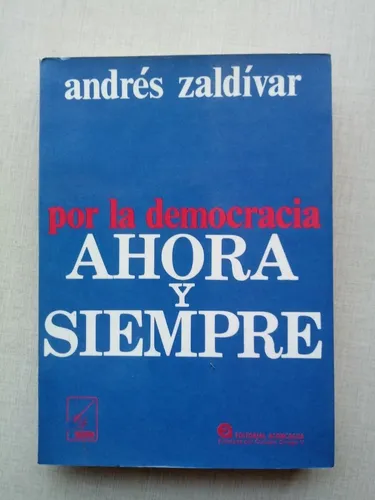 andrés zaldívar
por la democracia
AHORA
Y
SIEMPRE